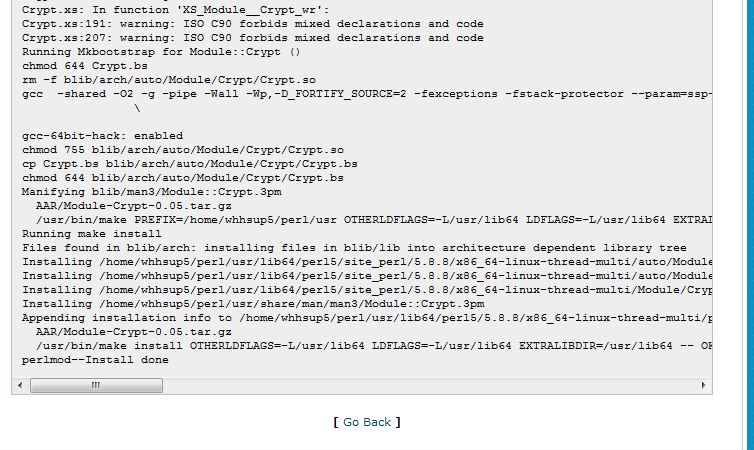 Crypt.xs: In function 'XS_Module__Crypt_wr':
Crypt.xs:191: warning: ISO C90 forbids mixed declarations and code
Crypt.xs:207: warning: ISO C90 forbids mixed declarations and code
Running Mkbootstrap for Module::Crypt ()
chmod 644 Crypt.bs
rm -f blib/arch/auto/Module/Crypt/Crypt.so
gcc  -shared -O2 -g -pipe -Wall -Wp,-D_FORTIFY_SOURCE=2 -fexceptions -fstack-protector --param=ssp-
\
gcc-64bit-hack: enabled
chmod 755 blib/arch/auto/Module/Crypt/Crypt.so
cp Crypt.bs blib/arch/auto/Module/Crypt/Crypt.bs
chmod 644 blib/arch/auto/Module/Crypt/Crypt.bs
Manifying blib/man3/Module::Crypt.3pm
AAR/Module-Crypt-0.05.tar.gz
/usr/bin/make PREFIX=/home/whhsup5/perl/usr OTHERLDFLAGS=-L/usr/lib64 LDFLAGS=-L/usr/lib64 EXTRAL
Running make install
Files found in blib/arch: installing files in blib/lib into architecture dependent library tree
Installing /home/whhsup5/perl/usr/lib64/perl5/site_perl/5.8.8/x86_64-linux-thread-multi/auto/Module
Installing /home/whhsup5/perl/usr/lib64/perl5/site_perl/5.8.8/x86_64-linux-thread-multi/auto/Module
Installing /home/whhsup5/perl/usr/lib64/perl5/site_perl/5.8.8/x86_64-linux-thread-multi/Module/Cryp
Installing /home/whhsup5/perl/usr/share/man/man3/Module::Crypt.3pm
Appending installation info to /home/whhsup5/perl/usr/lib64/perl5/5.8.8/x86_64-linux-thread-multi/p
AAR/Module-Crypt-0.05.tar.gz
/usr/bin/make install OTHERLDFLAGS=-L/usr/lib64 LDFLAGS=-L/usr/lib64 EXTRALIBDIR=/usr/lib64 -- OK
perlmod--Install done
[ Go Back ]